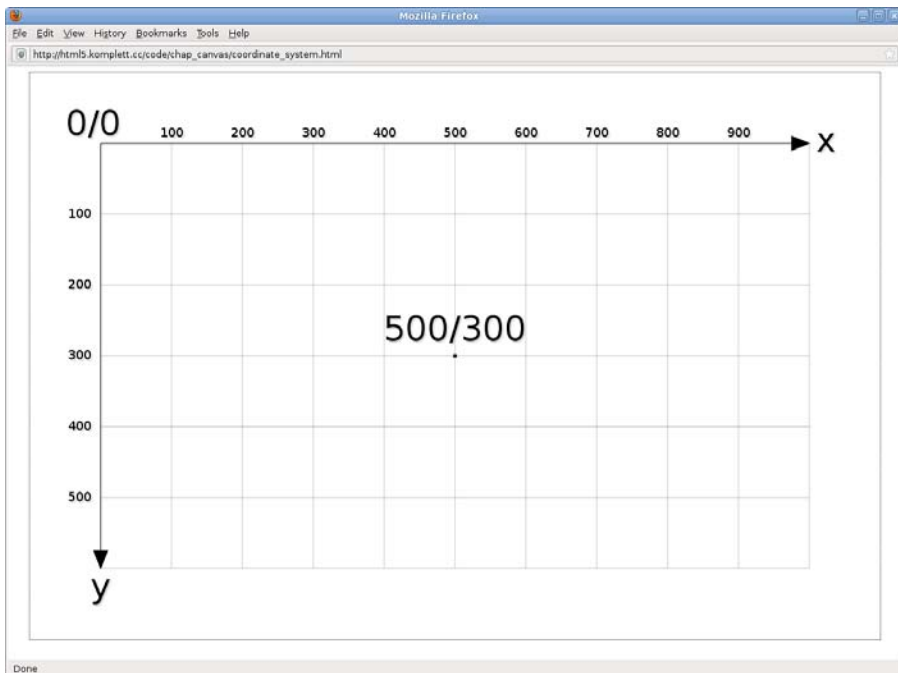 Mozilla Firefox
File Edit View History Bookmarks Tools Help
http://html5.komplett.cc/code/chap_canvas/coordinate_system.html
0/0
100 200 300 400 500 600 700 800 900
x
100
200
500/300
300
400
500
y
Done